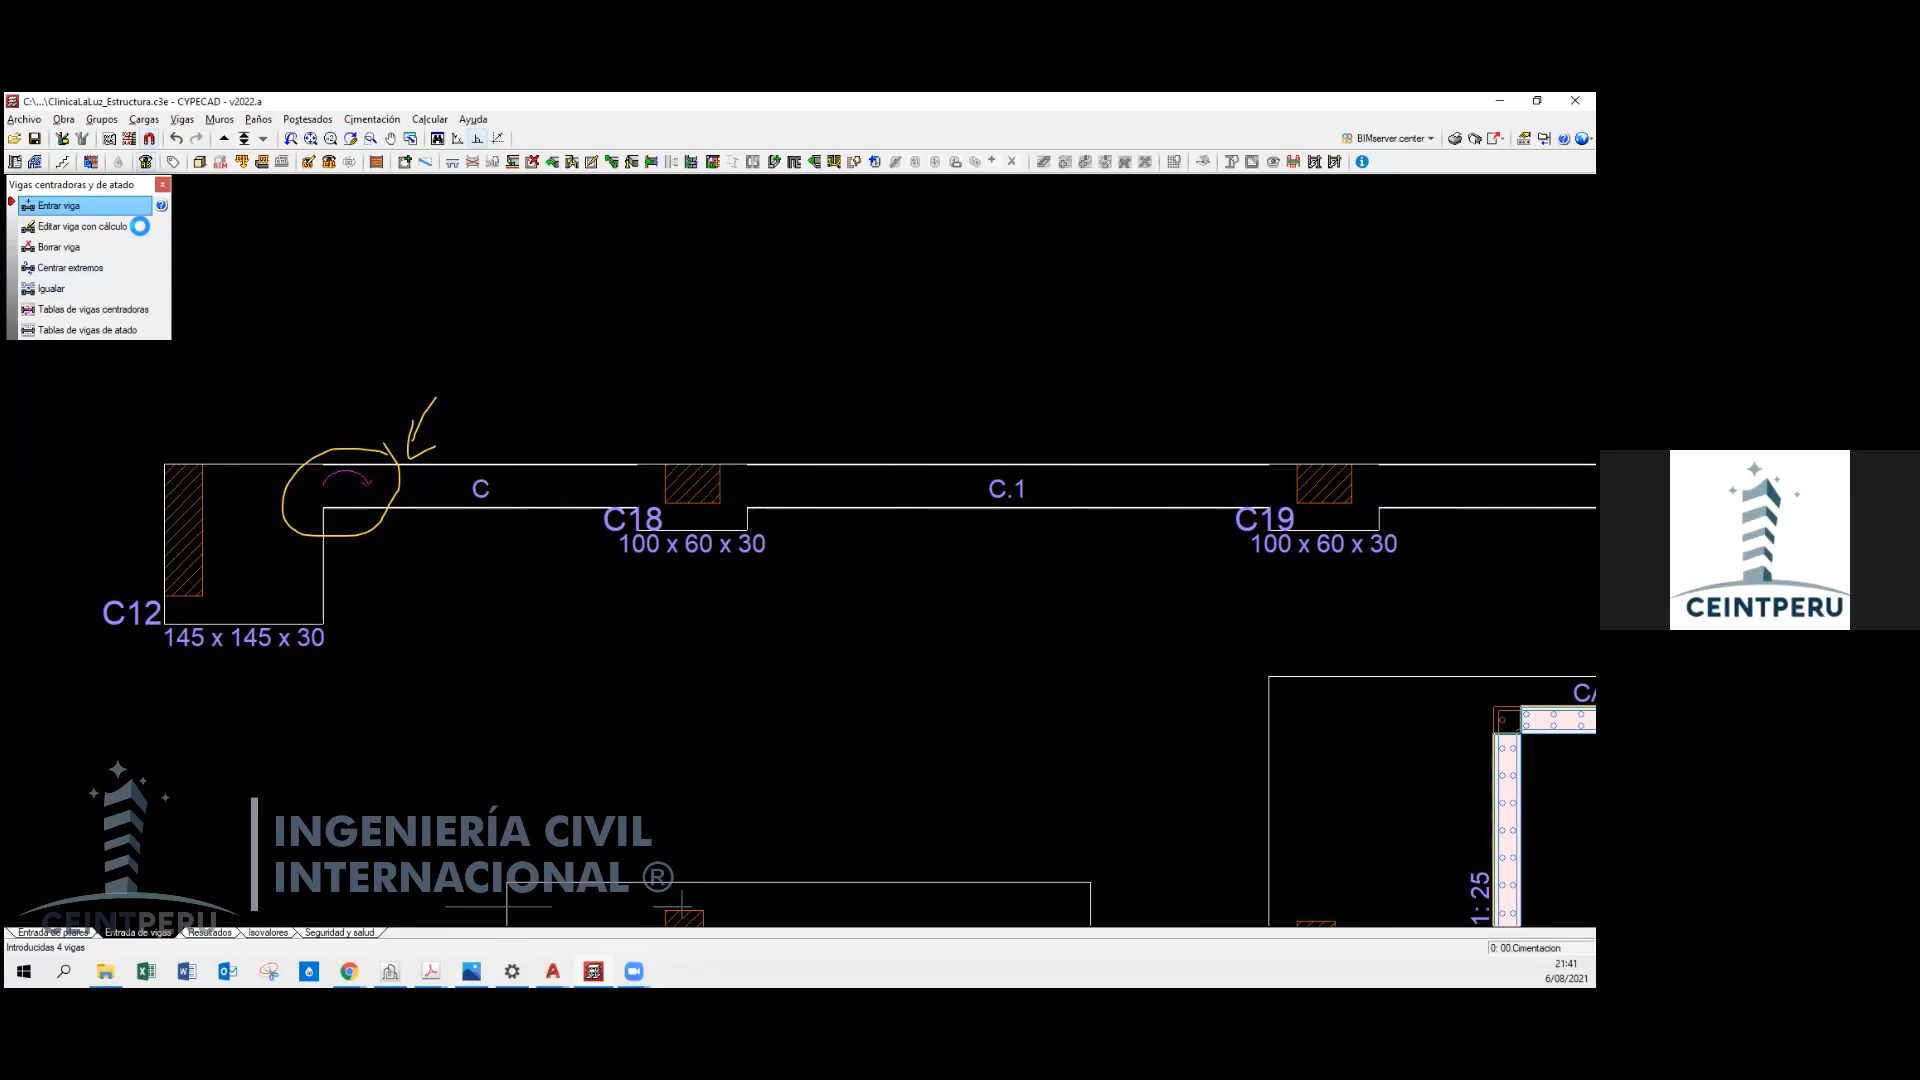 C:\...\ClinicaLaLuz_Estructura.c3e - CYPECAD - v2022.a
Archivo Obra Grupos Cargas Vigas Muros Paños Postesados Cimentación Calcular Ayuda
BIMserver.center
Vigas centradoras y de atado
Entrar viga
Editar viga con cálculo
Borrar viga
Centrar extremos
Igualar
Tablas de vigas centradoras
Tablas de vigas de atado
C C.1
C18 C19
100 x 60 x 30 100 x 60 x 30
C12
145 x 145 x 30
1: 25
CEINTPERU
INGENIERÍA CIVIL
INTERNACIONAL ®
CEINTPERU
Entrada de pilares Entrada de vigas Resultados Isovalores Seguridad y salud
Introducidas 4 vigas 0: 00.Cimentacion
21:41
6/08/2021